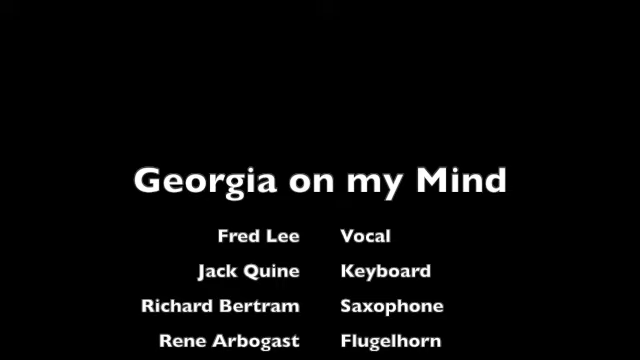 Georgia on my Mind
Fred Lee Vocal
Jack Quine Keyboard
Richard Bertram Saxophone
Rene Arbogast Flugelhorn